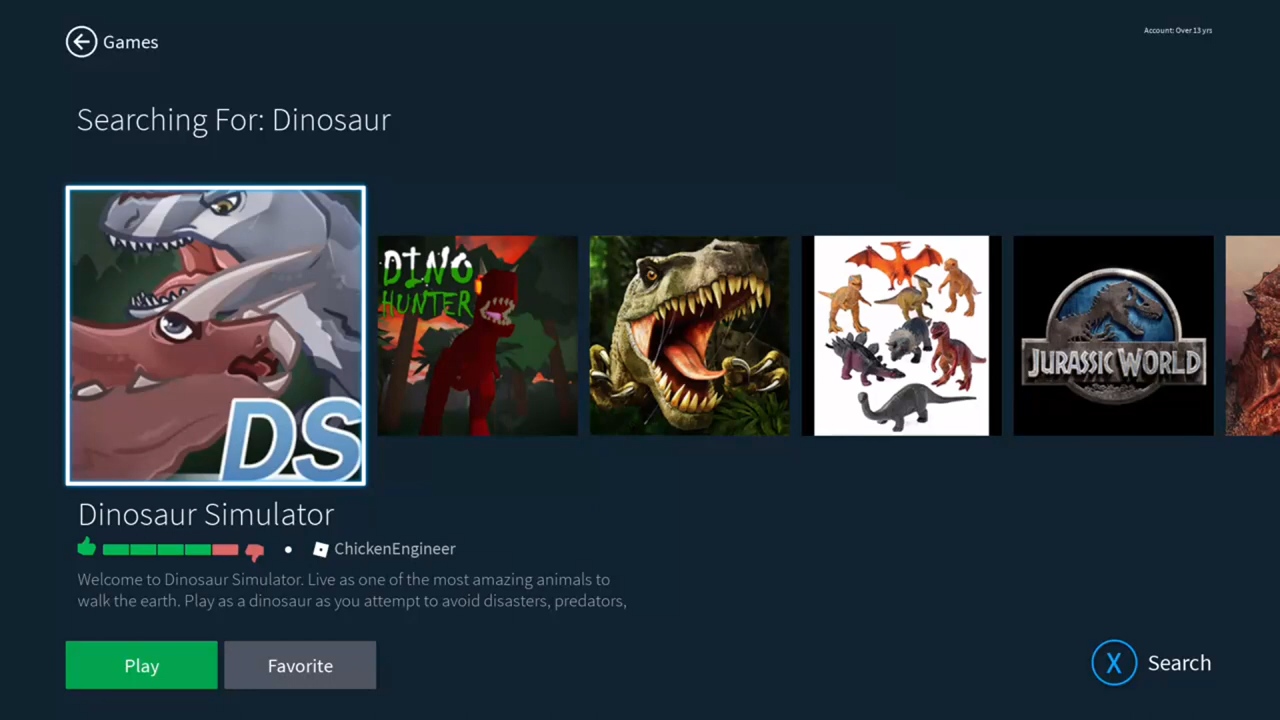 Games
Account: Over 13 yrs
Searching For: Dinosaur
DINO
HUNTER
JURASSIC WORLD
DS
Dinosaur Simulator
ChickenEngineer
Welcome to Dinosaur Simulator. Live as one of the most amazing animals to
walk the earth. Play as a dinosaur as you attempt to avoid disasters, predators,
Play
Favorite
X
Search